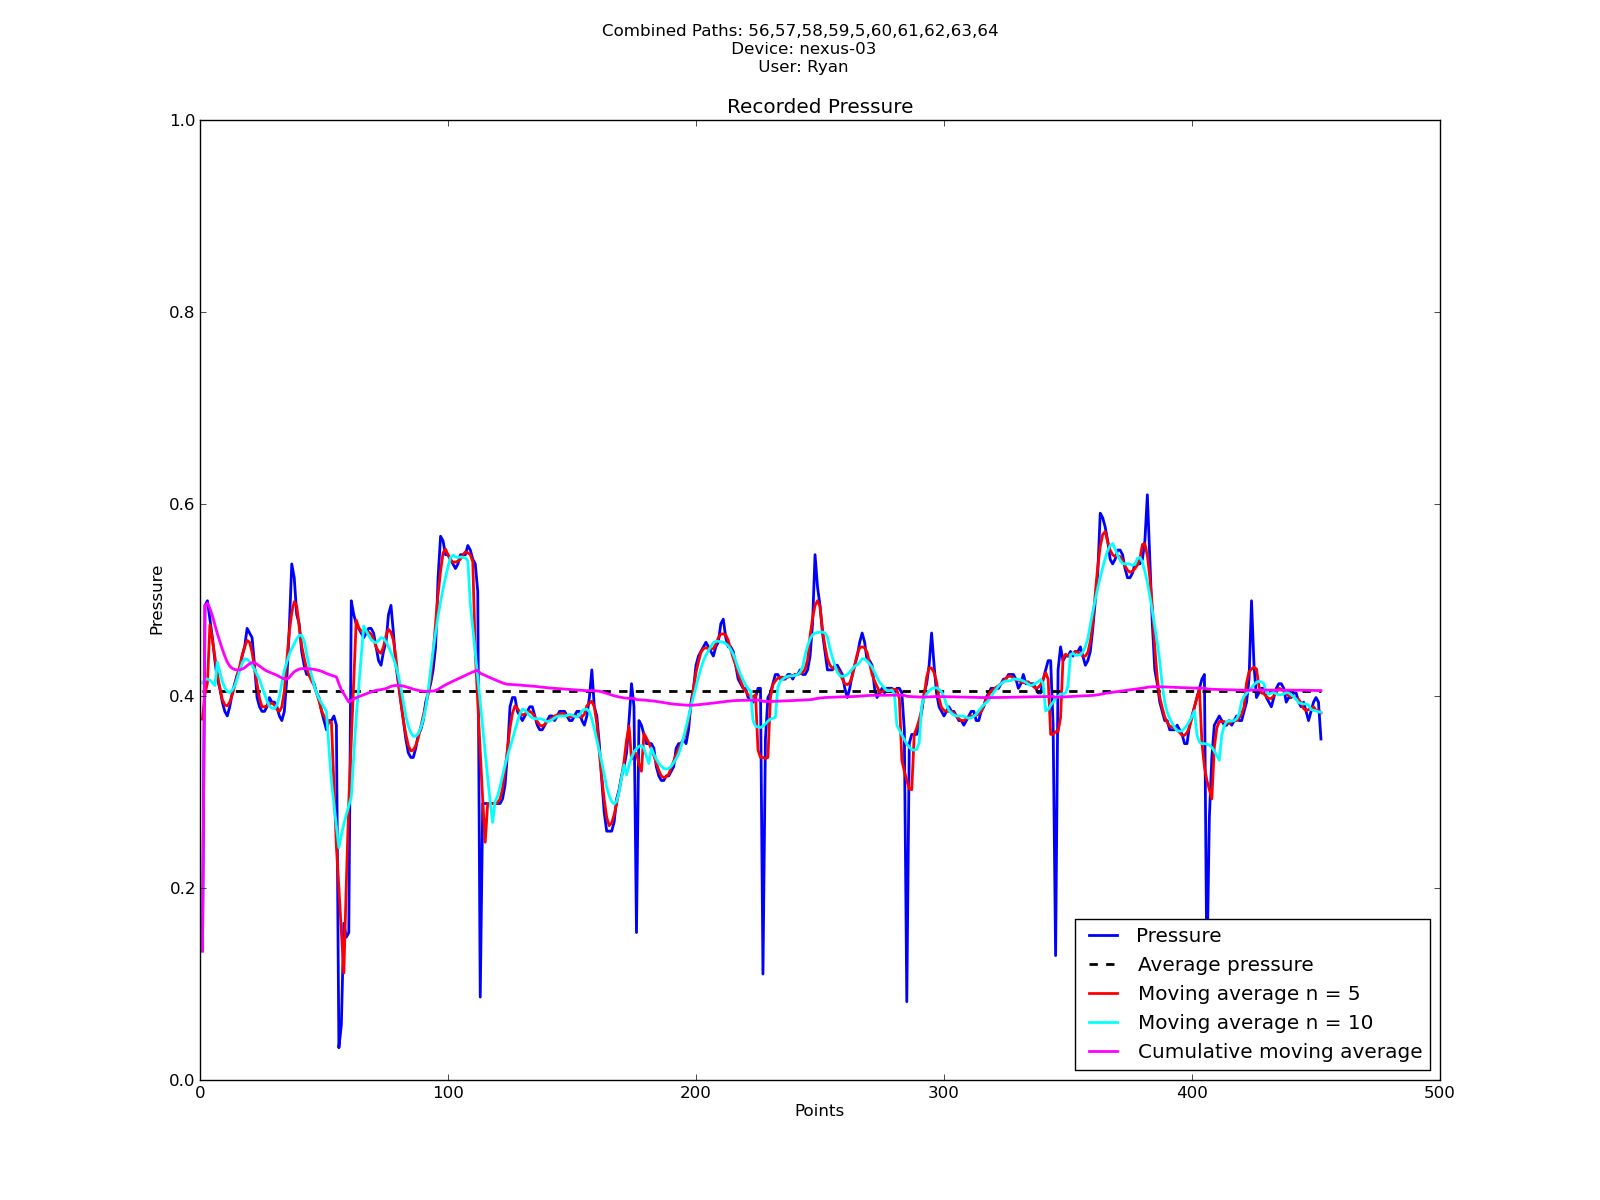 Combined Paths: 56,57,58,59,5,60,61,62,63,64
Device: nexus-03
User: Ryan
Recorded Pressure
1.0
0.8
0.6
0.4
0.2
0.0
Pressure
0
100
200
300
400
500
Points
Pressure
Average pressure
Moving average n = 5
Moving average n = 10
Cumulative moving average